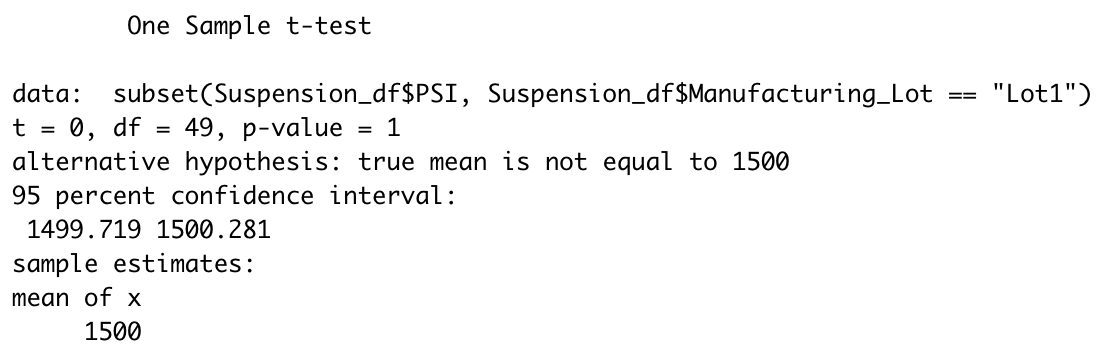 One Sample t-test
data:  subset(Suspension_df$PSI, Suspension_df$Manufacturing_Lot == "Lot1")
t = 0, df = 49, p-value = 1
alternative hypothesis: true mean is not equal to 1500
95 percent confidence interval:
1499.719 1500.281
sample estimates:
mean of x
1500